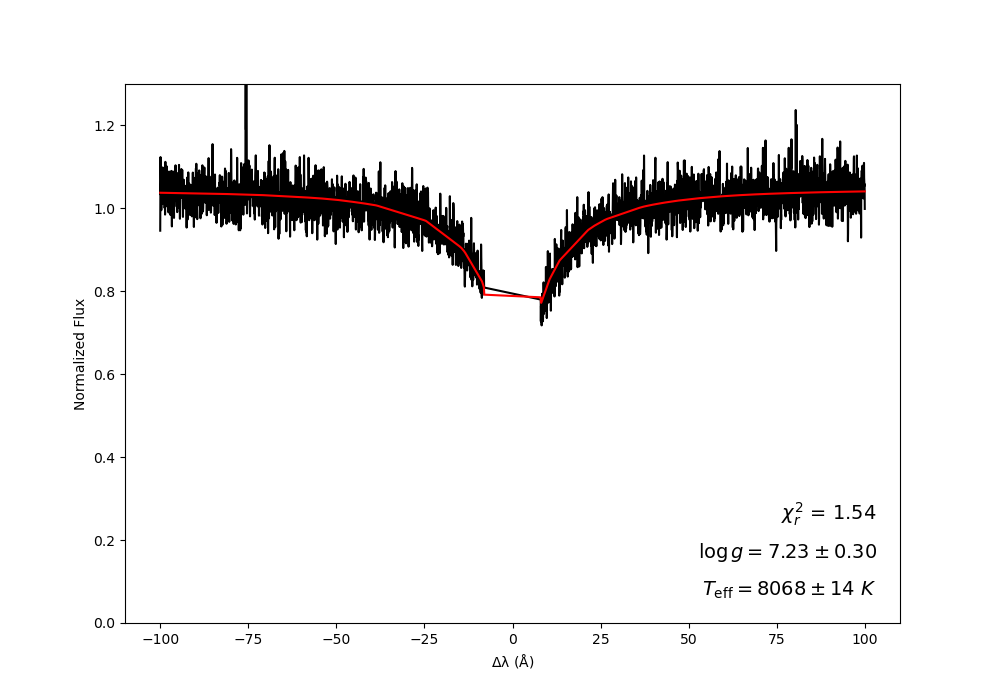 Normalized Flux
1.2
1.0
0.8
0.6
0.4
0.2
0.0
χ²ᵣ = 1.54
log g = 7.23 ± 0.30
T_eff = 8068 ± 14 K
−100 −75 −50 −25 0 25 50 75 100
Δλ (Å)